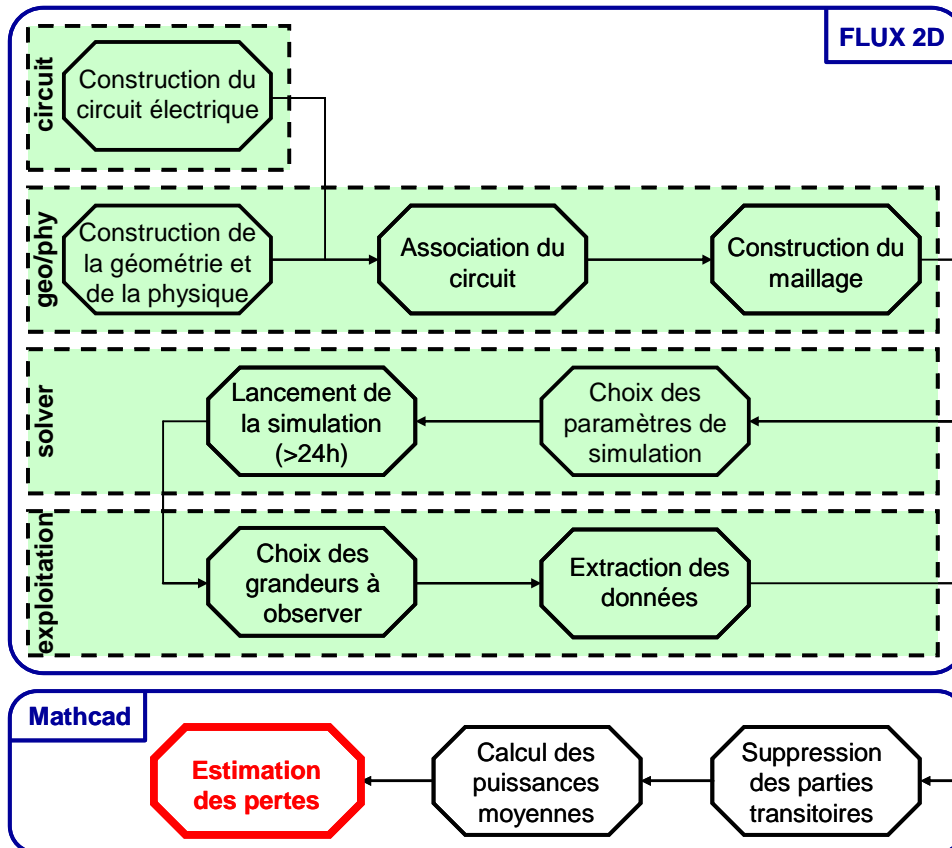 FLUX 2D
circuit
Construction du
circuit électrique
geo/phy
Construction de
la géométrie et
de la physique
Association du
circuit
Construction du
maillage
solver
Lancement de
la simulation
(>24h)
Choix des
paramètres de
simulation
exploitation
Choix des
grandeurs à
observer
Extraction des
données
Mathcad
Estimation
des pertes
Calcul des
puissances
moyennes
Suppression
des parties
transitoires